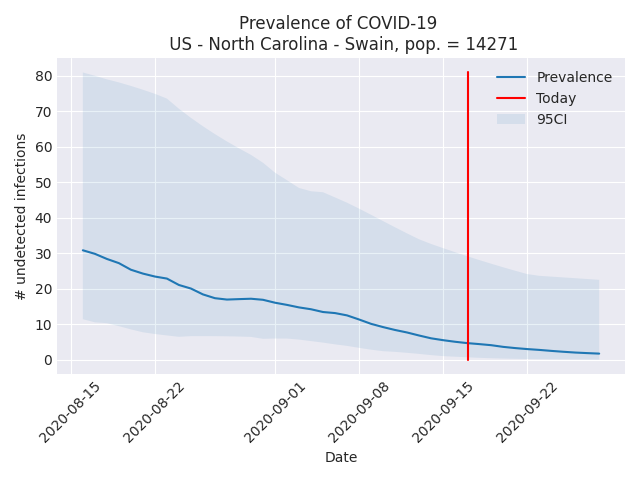 Prevalence of COVID-19
US - North Carolina - Swain, pop. = 14271
Prevalence
Today
95CI
# undetected infections
80
70
60
50
40
30
20
10
0
2020-08-15
2020-08-22
2020-09-01
2020-09-08
2020-09-15
2020-09-22
Date